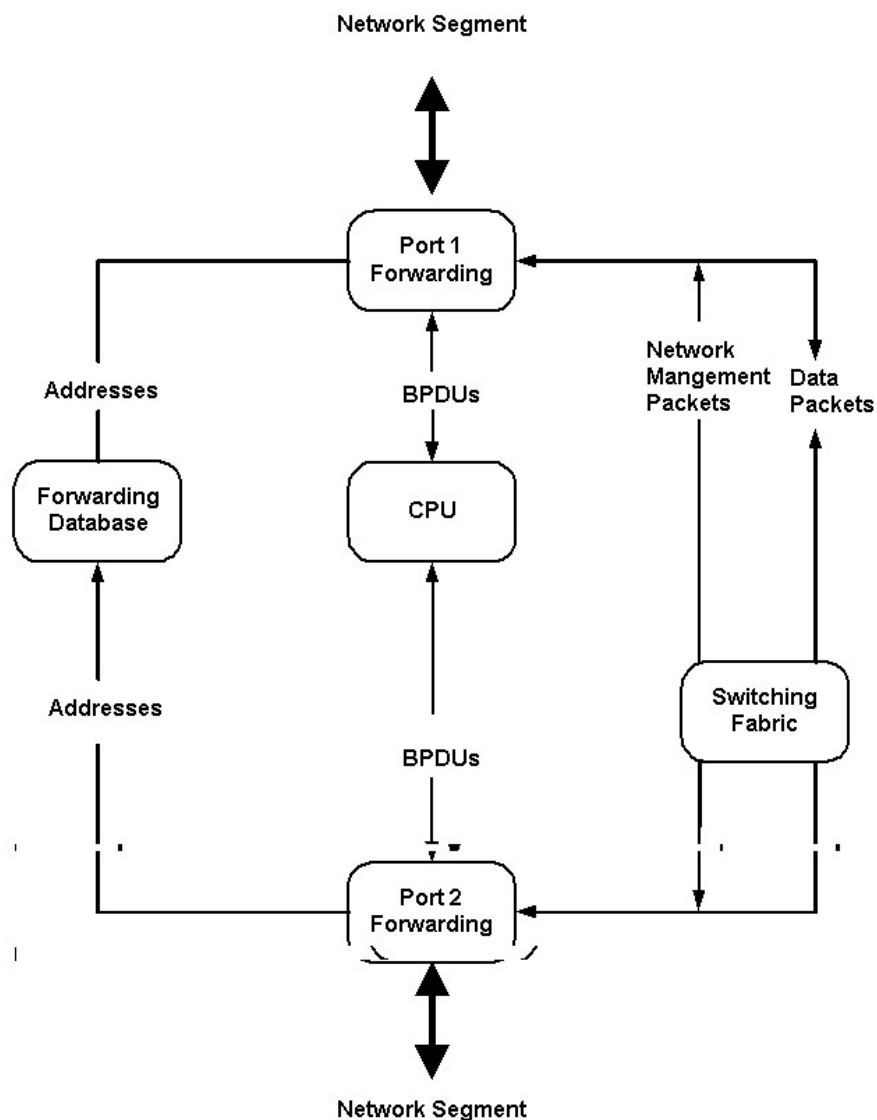 Network Segment
Port 1
Forwarding
Addresses
BPDUs
Network
Mangement
Packets
Data
Packets
Forwarding
Database
CPU
Addresses
Switching
Fabric
BPDUs
Port 2
Forwarding
Network Segment